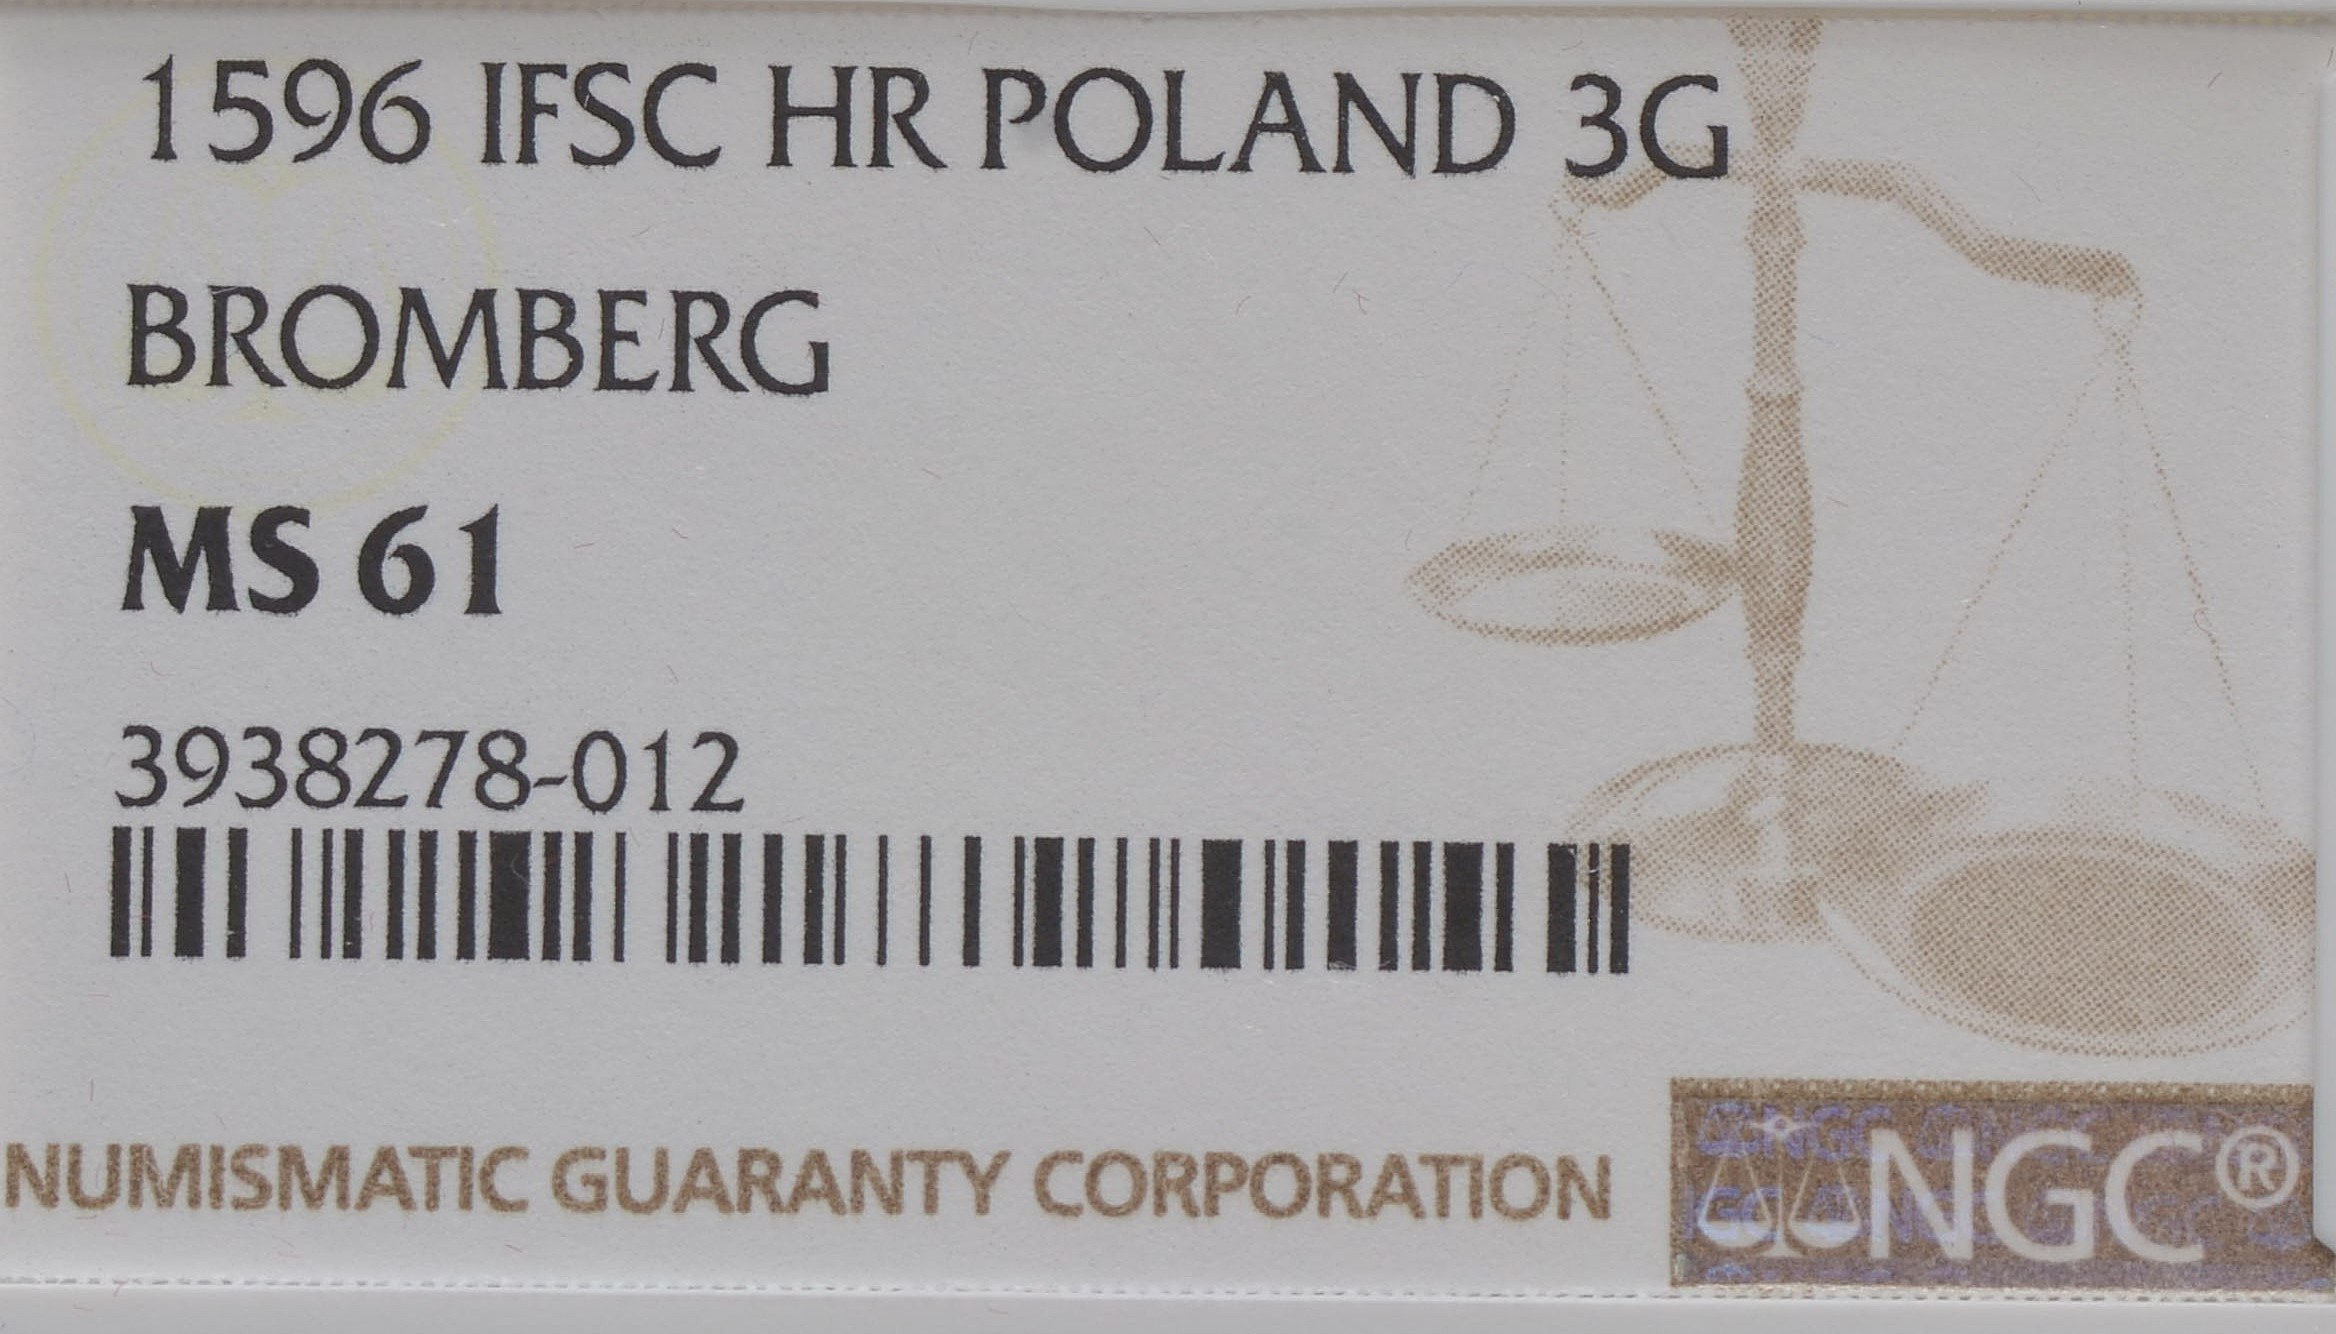 1596 IFSC HR POLAND 3G
BROMBERG
MS 61
3938278-012
NUMISMATIC GUARANTY CORPORATION
NGC®